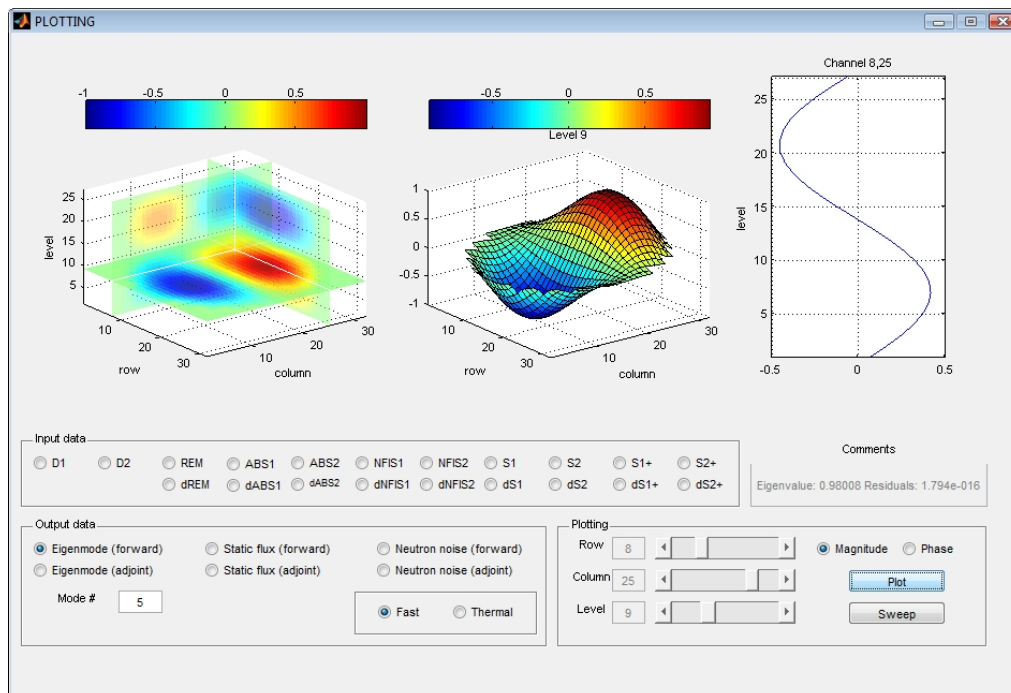 PLOTTING
Channel 8,25
-1 -0.5 0 0.5
-0.5 0 0.5
Level 9
25
20
15
10
5
level
10
20
30
row
10
20
30
column
1
0.5
0
-0.5
-1
10
20
30
row
10
20
30
column
25
20
15
10
5
level
-0.5 0 0.5
Input data
D1 D2 REM ABS1 ABS2 NFIS1 NFIS2 S1 S2 S1+ S2+
dREM dABS1 dABS2 dNFIS1 dNFIS2 dS1 dS2 dS1+ dS2+
Comments
Eigenvalue: 0.98008 Residuals: 1.794e-016
Output data
Eigenmode (forward) Static flux (forward) Neutron noise (forward)
Eigenmode (adjoint) Static flux (adjoint) Neutron noise (adjoint)
Mode # 5
Fast Thermal
Plotting
Row 8
Column 25
Level 9
Magnitude Phase
Plot
Sweep